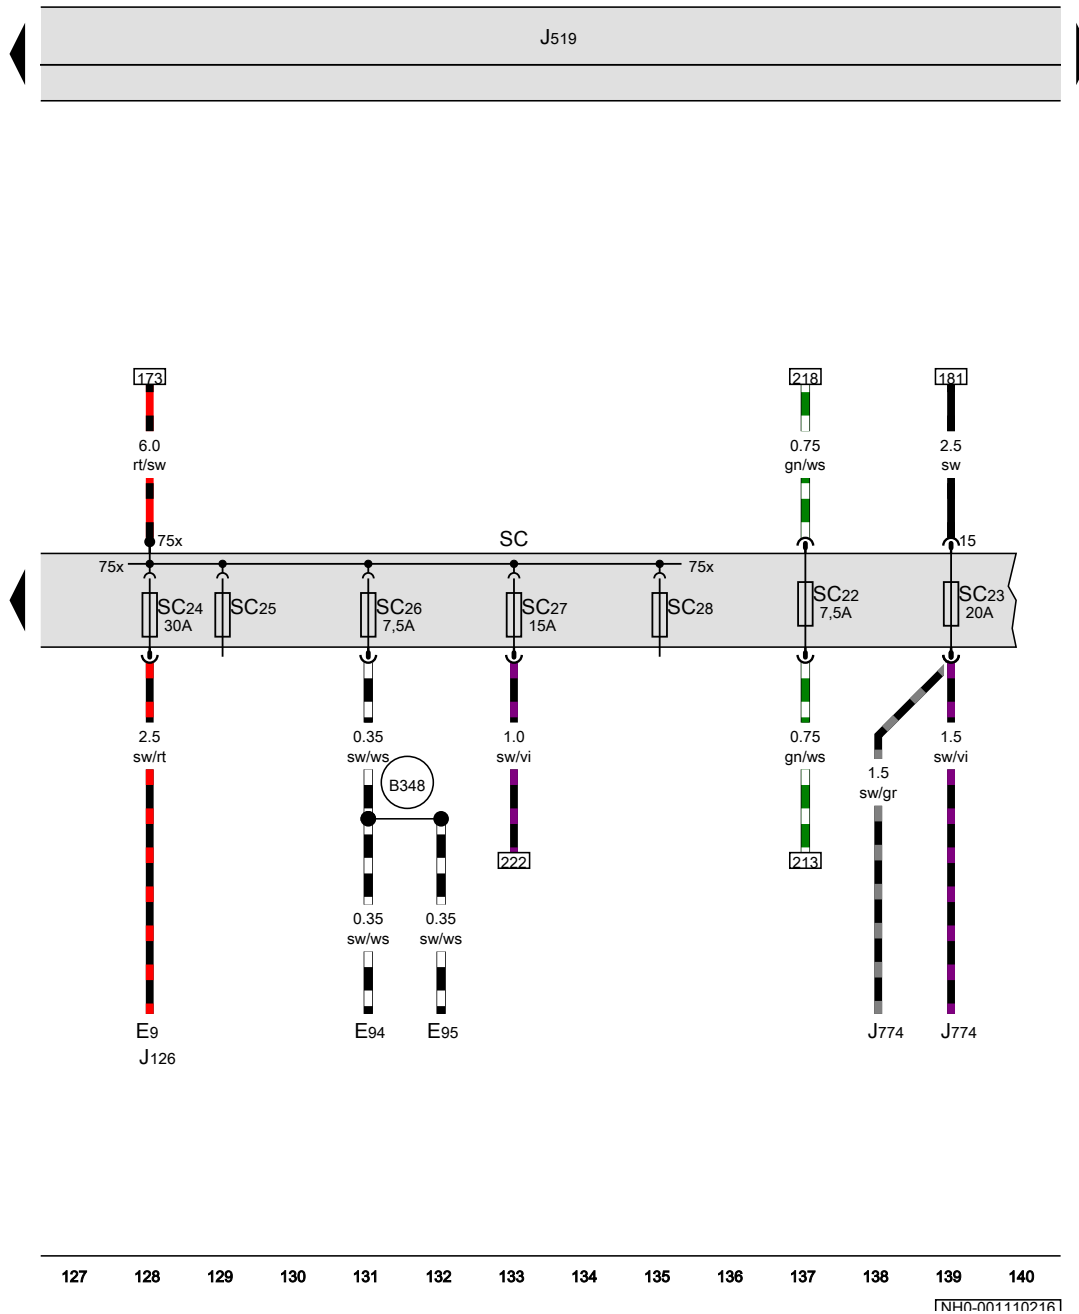 J519
173
218
181
6.0
rt/sw
0.75
gn/ws
2.5
sw
75x
SC
15
75x
75x
SC24
30A
SC25
SC26
7,5A
SC27
15A
SC28
SC22
7,5A
SC23
20A
2.5
sw/rt
0.35
sw/ws
1.0
sw/vi
0.75
gn/ws
1.5
sw/vi
1.5
sw/gr
B348
222
213
0.35
sw/ws
0.35
sw/ws
E9
J126
E94
E95
J774
J774
127 128 129 130 131 132 133 134 135 136 137 138 139 140
NH0-001110216